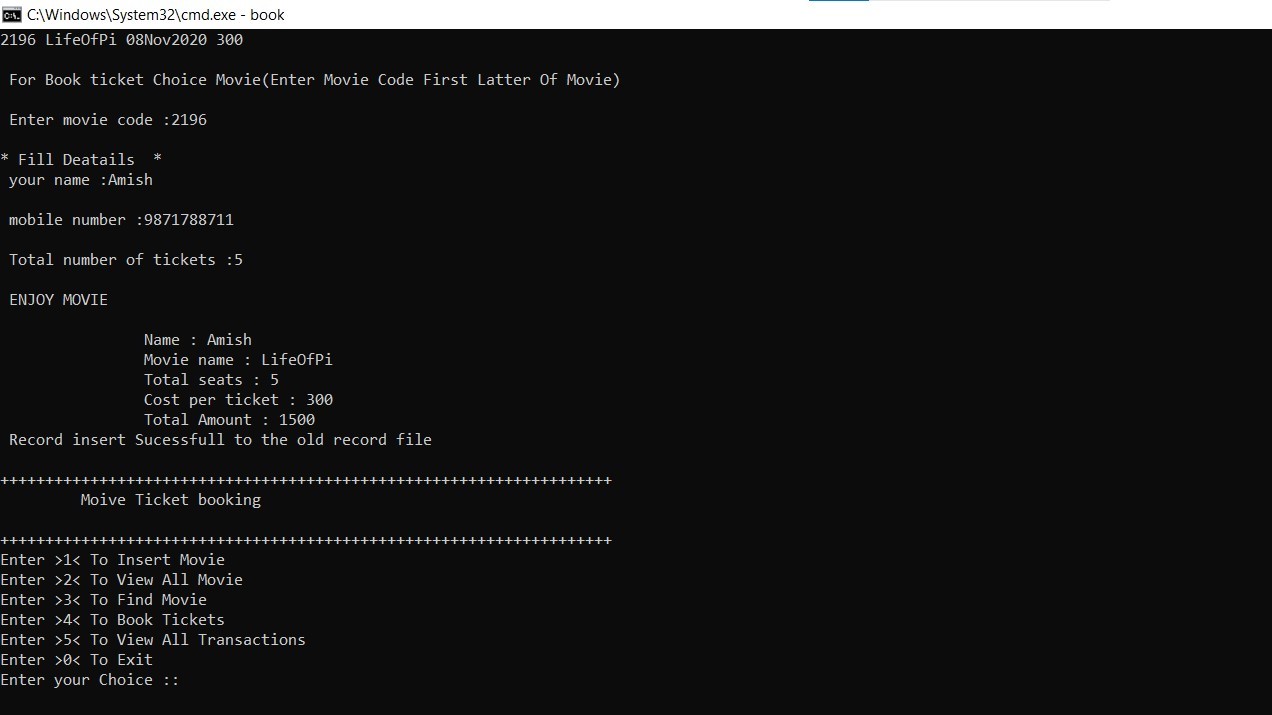 C:\Windows\System32\cmd.exe - book
2196 LifeOfPi 08Nov2020 300
For Book ticket Choice Movie(Enter Movie Code First Latter Of Movie)
Enter movie code :2196
* Fill Deatails  *
your name :Amish
mobile number :9871788711
Total number of tickets :5
ENJOY MOVIE
Name : Amish
Movie name : LifeOfPi
Total seats : 5
Cost per ticket : 300
Total Amount : 1500
Record insert Sucessfull to the old record file
++++++++++++++++++++++++++++++++++++++++++++++++++++++++++++++++++++
Moive Ticket booking
++++++++++++++++++++++++++++++++++++++++++++++++++++++++++++++++++++
Enter >1< To Insert Movie
Enter >2< To View All Movie
Enter >3< To Find Movie
Enter >4< To Book Tickets
Enter >5< To View All Transactions
Enter >0< To Exit
Enter your Choice ::